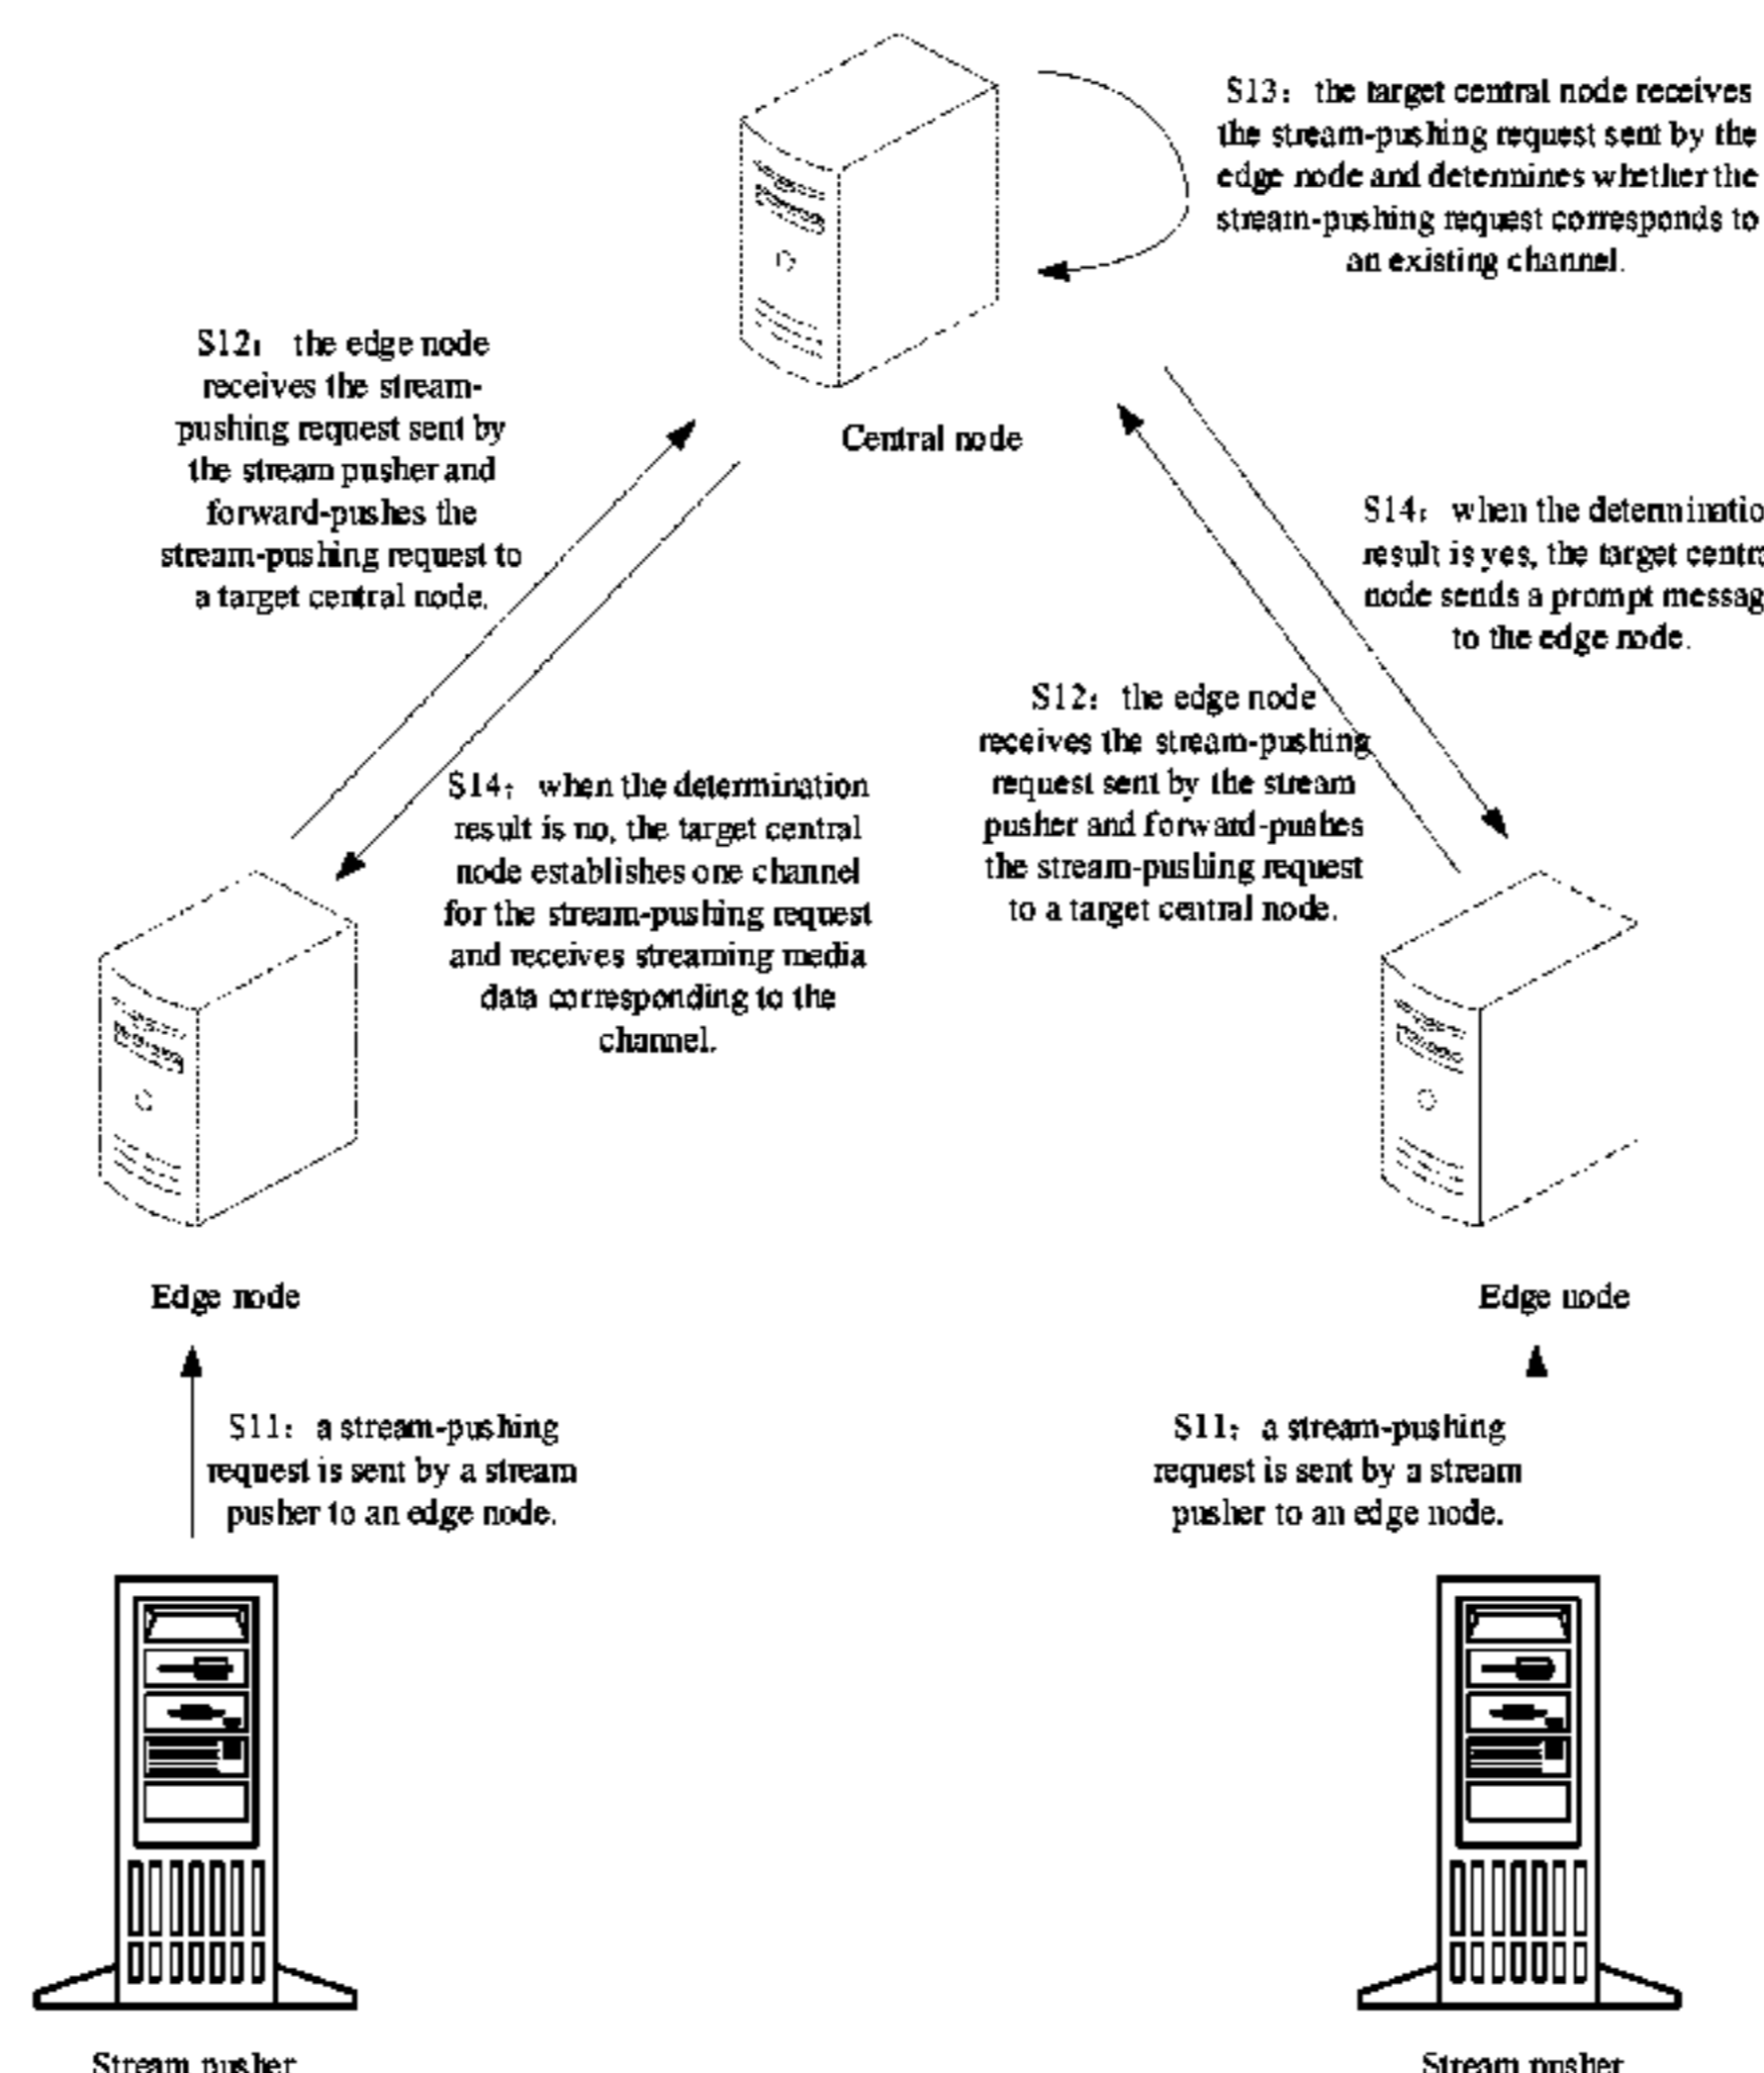 S13: the target central node receives
the stream-pushing request sent by the
edge node and determines whether the
stream-pushing request corresponds to
an existing channel.
S12: the edge node
receives the stream-
pushing request sent by
the stream pusher and
forward-pushes the
stream-pushing request to
a target central node.
Central node
S14: when the determinatio
result is yes, the target centra
node sends a prompt messag
to the edge node.
S12: the edge node
receives the stream-pushing
request sent by the stream
pusher and forward-pushes
the stream-pushing request
to a target central node.
S14: when the determination
result is no, the target central
node establishes one channel
for the stream-pushing request
and receives streaming media
data corresponding to the
channel.
Edge node
Edge node
S11: a stream-pushing
request is sent by a stream
pusher to an edge node.
S11: a stream-pushing
request is sent by a stream
pusher to an edge node.
Stream pusher
Stream pusher